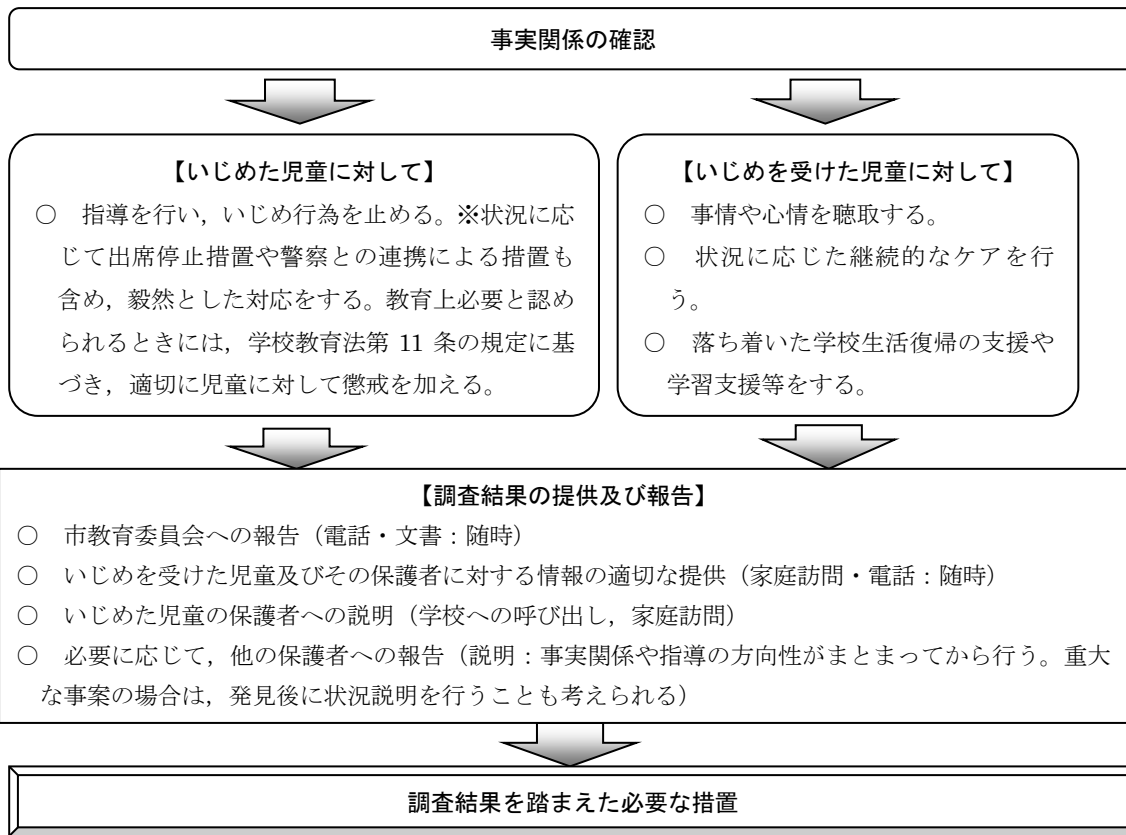 事実関係の確認
【いじめた児童に対して】
○　指導を行い，いじめ行為を止める。※状況に応
じて出席停止措置や警察との連携による措置も
含め，毅然とした対応をする。教育上必要と認め
られるときには，学校教育法第 11 条の規定に基
づき，適切に児童に対して懲戒を加える。
【いじめを受けた児童に対して】
○　事情や心情を聴取する。
○　状況に応じた継続的なケアを行
う。
○　落ち着いた学校生活復帰の支援や
学習支援等をする。
【調査結果の提供及び報告】
○　市教育委員会への報告（電話・文書：随時）
○　いじめを受けた児童及びその保護者に対する情報の適切な提供（家庭訪問・電話：随時）
○　いじめた児童の保護者への説明（学校への呼び出し，家庭訪問）
○　必要に応じて，他の保護者への報告（説明：事実関係や指導の方向性がまとまってから行う。重大
な事案の場合は，発見後に状況説明を行うことも考えられる）
調査結果を踏まえた必要な措置